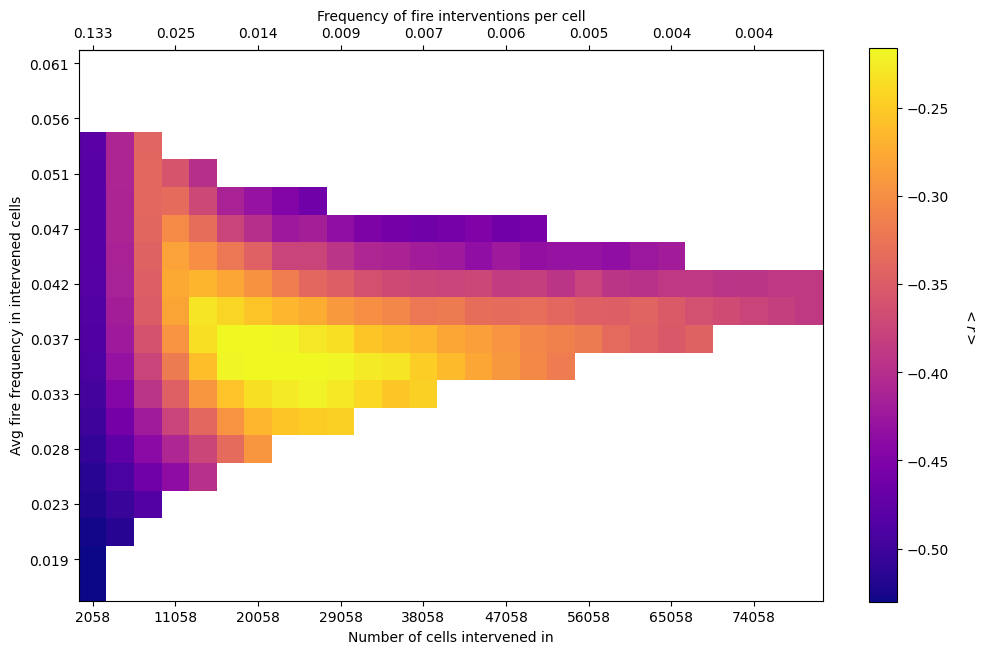 Frequency of fire interventions per cell
0.133 0.025 0.014 0.009 0.007 0.006 0.005 0.004 0.004
0.061
0.056
0.051
0.047
0.042
0.037
0.033
0.028
0.023
0.019
Avg fire frequency in intervened cells
2058 11058 20058 29058 38058 47058 56058 65058 74058
Number of cells intervened in
−0.25
−0.30
−0.35
−0.40
−0.45
−0.50
< r >